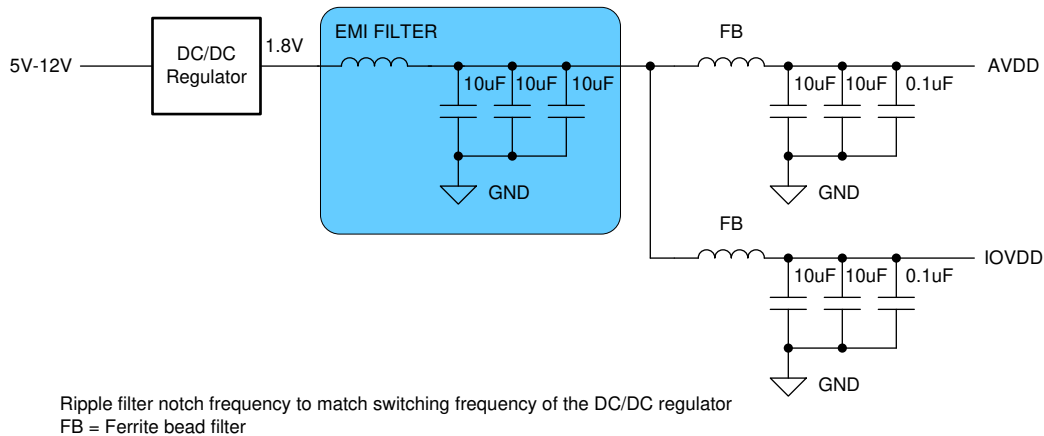 5V-12V
DC/DC
Regulator
1.8V
EMI FILTER
10uF 10uF 10uF
GND
FB
10uF 10uF 0.1uF
AVDD
GND
FB
10uF 10uF 0.1uF
IOVDD
GND
Ripple filter notch frequency to match switching frequency of the DC/DC regulator
FB = Ferrite bead filter